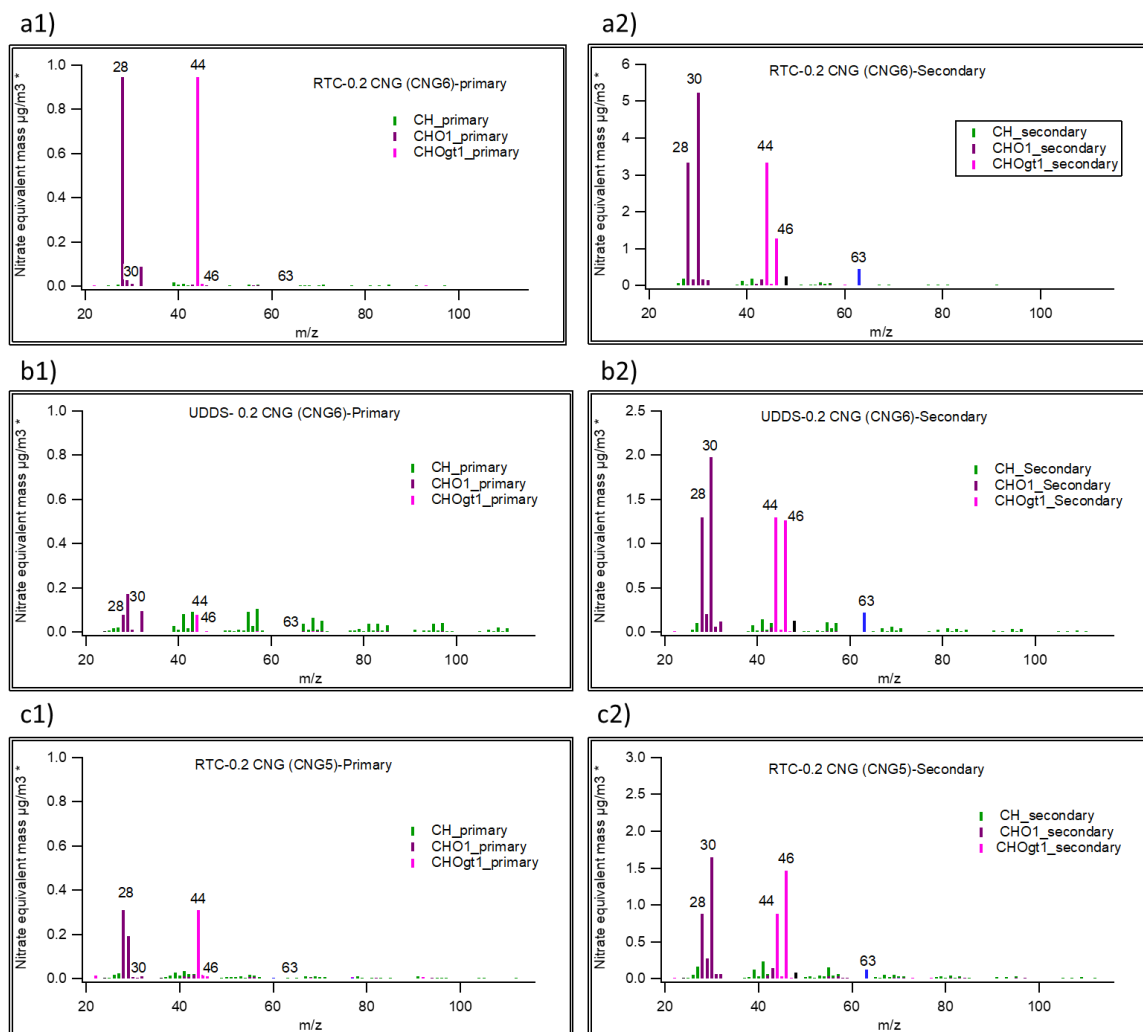 a1)
Nitrate equivalent mass µg/m3 *
1.0
0.8
0.6
0.4
0.2
0.0
28
44
30
46
63
RTC-0.2 CNG (CNG6)-primary
CH_primary
CHO1_primary
CHOgt1_primary
20 40 60 80 100
m/z
a2)
Nitrate equivalent mass µg/m3 *
6
5
4
3
2
1
0
RTC-0.2 CNG (CNG6)-Secondary
30
28
44
46
63
CH_secondary
CHO1_secondary
CHOgt1_secondary
20 40 60 80 100
m/z
b1)
Nitrate equivalent mass µg/m3 *
1.0
0.8
0.6
0.4
0.2
0.0
UDDS- 0.2 CNG (CNG6)-Primary
CH_primary
CHO1_primary
CHOgt1_primary
28
30
44
46
63
20 40 60 80 100
m/z
b2)
Nitrate equivalent mass µg/m3 *
2.5
2.0
1.5
1.0
0.5
0.0
UDDS-0.2 CNG (CNG6)-Secondary
30
28
44
46
63
CH_Secondary
CHO1_Secondary
CHOgt1_Secondary
20 40 60 80 100
m/z
c1)
Nitrate equivalent mass µg/m3 *
1.0
0.8
0.6
0.4
0.2
0.0
RTC-0.2 CNG (CNG5)-Primary
CH_primary
CHO1_primary
CHOgt1_primary
28
44
30
46
63
20 40 60 80 100
m/z
c2)
Nitrate equivalent mass µg/m3 *
3.0
2.5
2.0
1.5
1.0
0.5
0.0
RTC-0.2 CNG (CNG5)-Secondary
CH_secondary
CHO1_secondary
CHOgt1_secondary
30
46
28
44
63
20 40 60 80 100
m/z